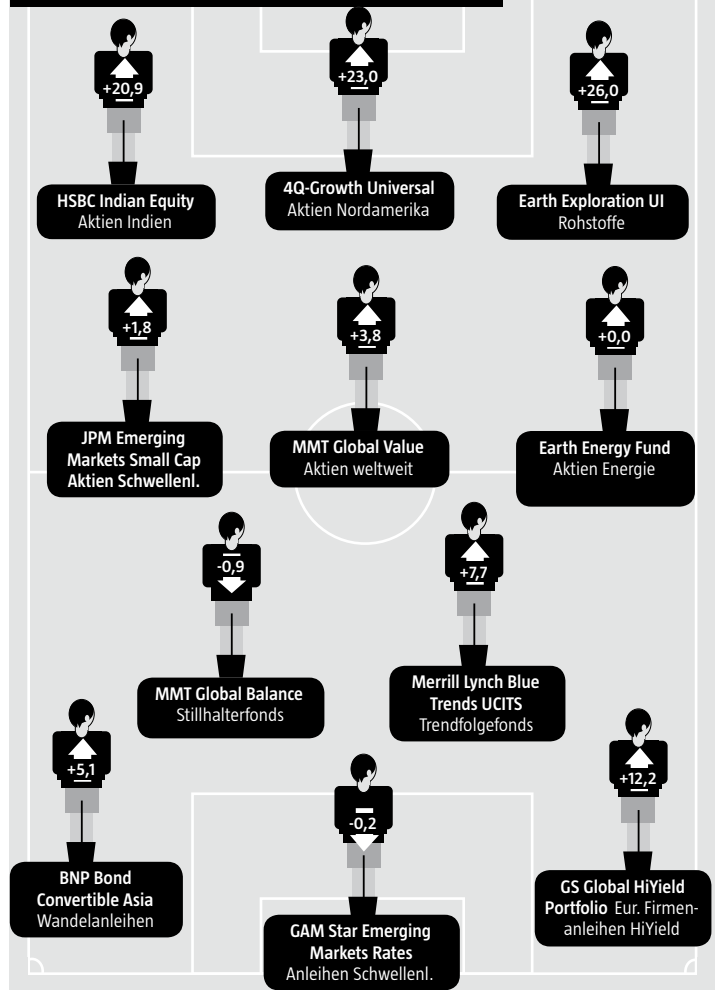 +20,9
HSBC Indian Equity
Aktien Indien
+23,0
4Q-Growth Universal
Aktien Nordamerika
+26,0
Earth Exploration UI
Rohstoffe
+1,8
JPM Emerging
Markets Small Cap
Aktien Schwellenl.
+3,8
MMT Global Value
Aktien weltweit
+0,0
Earth Energy Fund
Aktien Energie
-0,9
MMT Global Balance
Stillhalterfonds
+7,7
Merrill Lynch Blue
Trends UCITS
Trendfolgefonds
+5,1
BNP Bond
Convertible Asia
Wandelanleihen
-0,2
GAM Star Emerging
Markets Rates
Anleihen Schwellenl.
+12,2
GS Global HiYield
Portfolio Eur. Firmen-
anleihen HiYield